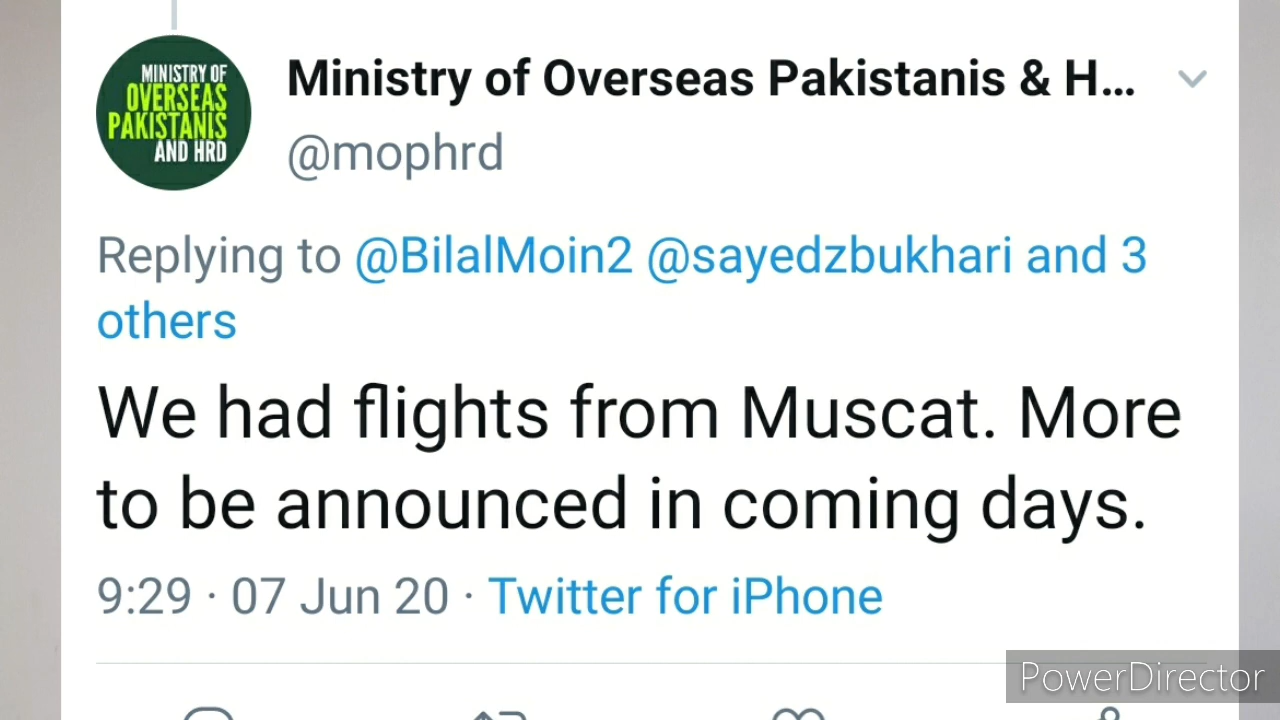 MINISTRY OF
OVERSEAS
PAKISTANIS
AND HRD
Ministry of Overseas Pakistanis & H...
@mophrd
Replying to @BilalMoin2 @sayedzbukhari and 3
others
We had flights from Muscat. More
to be announced in coming days.
9:29 · 07 Jun 20 · Twitter for iPhone
PowerDirector